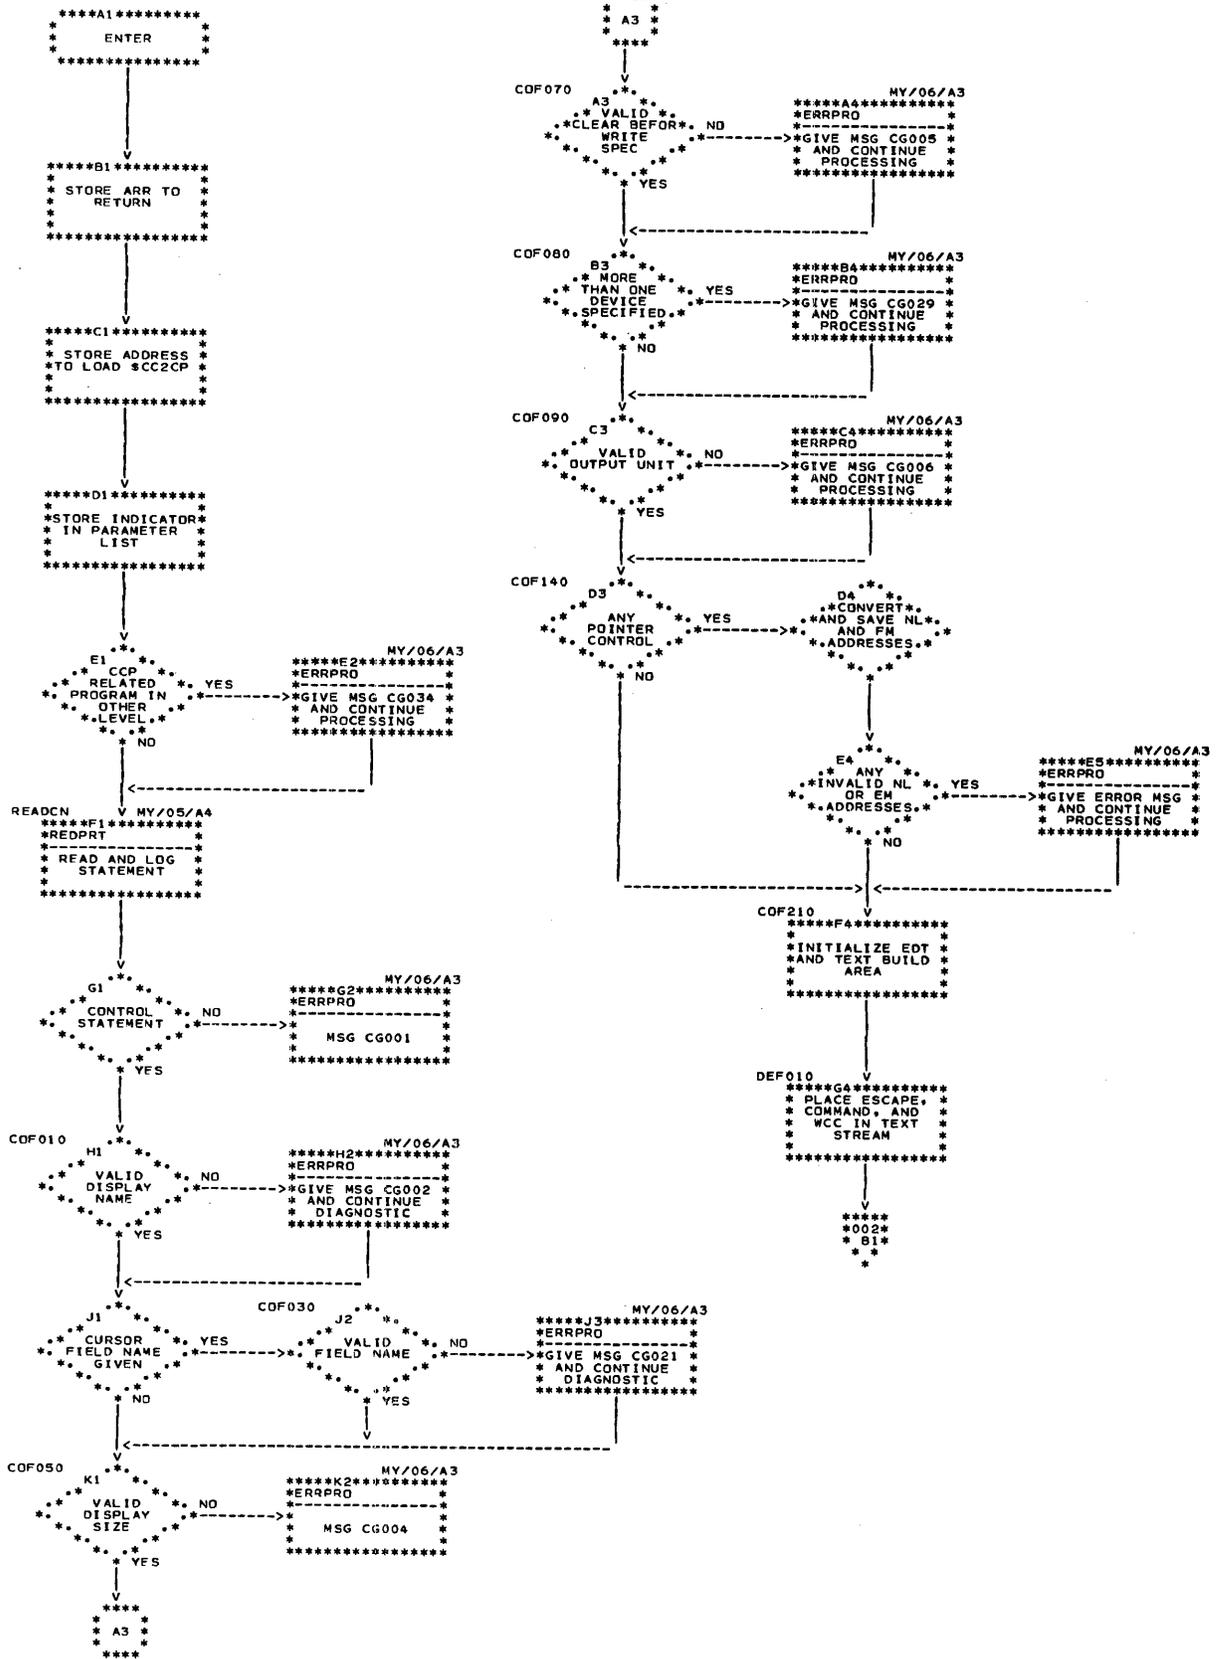 A1
ENTER
B1
STORE ARR TO
RETURN
C1
STORE ADDRESS
TO LOAD $CC2CP
D1
STORE INDICATOR
IN PARAMETER
LIST
E1
CCP
RELATED
PROGRAM IN
OTHER
LEVEL
YES
NO
MY/06/A3
E2
ERRPRO
GIVE MSG CG034
AND CONTINUE
PROCESSING
READCN
MY/05/A4
F1
REDPRT
READ AND LOG
STATEMENT
G1
CONTROL
STATEMENT
NO
YES
MY/06/A3
G2
ERRPRO
MSG CG001
COF010
H1
VALID
DISPLAY
NAME
NO
YES
MY/06/A3
H2
ERRPRO
GIVE MSG CG002
AND CONTINUE
DIAGNOSTIC
J1
CURSOR
FIELD NAME
GIVEN
YES
NO
COF030
J2
VALID
FIELD NAME
NO
YES
MY/06/A3
J3
ERRPRO
GIVE MSG CG021
AND CONTINUE
DIAGNOSTIC
COF050
K1
VALID
DISPLAY
SIZE
NO
YES
MY/06/A3
K2
ERRPRO
MSG CG004
A3
A3
COF070
A3
VALID
CLEAR BEFOR
WRITE
SPEC
NO
YES
MY/06/A3
A4
ERRPRO
GIVE MSG CG005
AND CONTINUE
PROCESSING
COF080
B3
MORE
THAN ONE
DEVICE
SPECIFIED
YES
NO
MY/06/A3
B4
ERRPRO
GIVE MSG CG029
AND CONTINUE
PROCESSING
COF090
C3
VALID
OUTPUT UNIT
NO
YES
MY/06/A3
C4
ERRPRO
GIVE MSG CG006
AND CONTINUE
PROCESSING
COF140
D3
ANY
POINTER
CONTROL
YES
NO
D4
CONVERT
AND SAVE NL
AND FM
ADDRESSES
E4
ANY
INVALID NL
OR EM
ADDRESSES
YES
NO
MY/06/A3
E5
ERRPRO
GIVE ERROR MSG
AND CONTINUE
PROCESSING
COF210
F4
INITIALIZE EDT
AND TEXT BUILD
AREA
DEF010
G4
PLACE ESCAPE,
COMMAND, AND
WCC IN TEXT
STREAM
002
B1